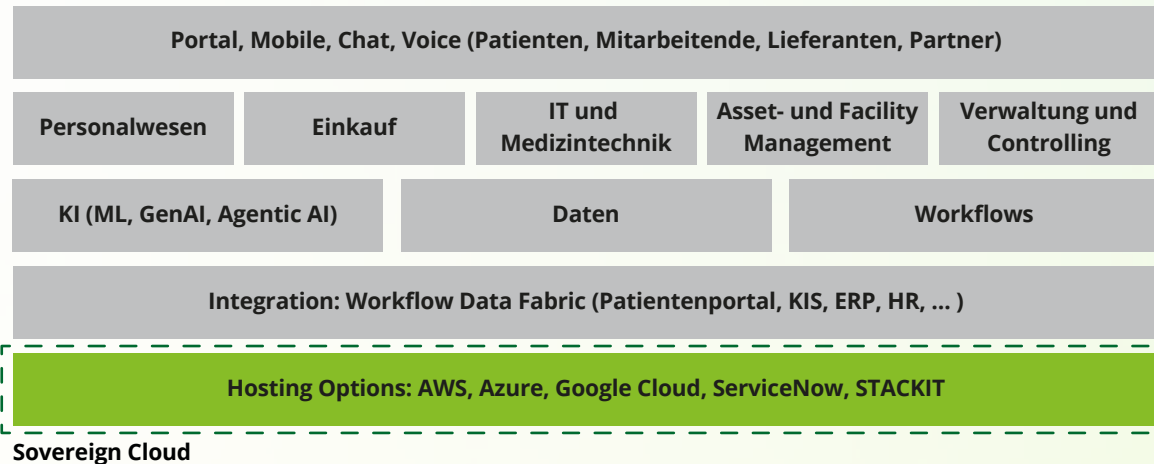 Portal, Mobile, Chat, Voice (Patienten, Mitarbeitende, Lieferanten, Partner)
Personalwesen
Einkauf
IT und
Medizintechnik
Asset- und Facility
Management
Verwaltung und
Controlling
KI (ML, GenAI, Agentic AI)
Daten
Workflows
Integration: Workflow Data Fabric (Patientenportal, KIS, ERP, HR, ... )
Hosting Options: AWS, Azure, Google Cloud, ServiceNow, STACKIT
Sovereign Cloud